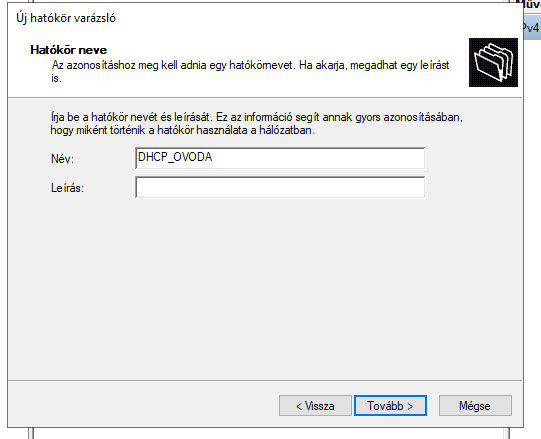 Műve
Új hatókör varázsló
Pv4
Hatókör neve
Az azonosításhoz meg kell adnia egy hatókörnevet. Ha akarja, megadhat egy leírást
is.
Írja be a hatókör nevét és leírását. Ez az információ segít annak gyors azonosításában,
hogy miként történik a hatókör használata a hálózatban.
Név:
DHCP_OVODA
Leírás:
< Vissza
Tovább >
Mégse